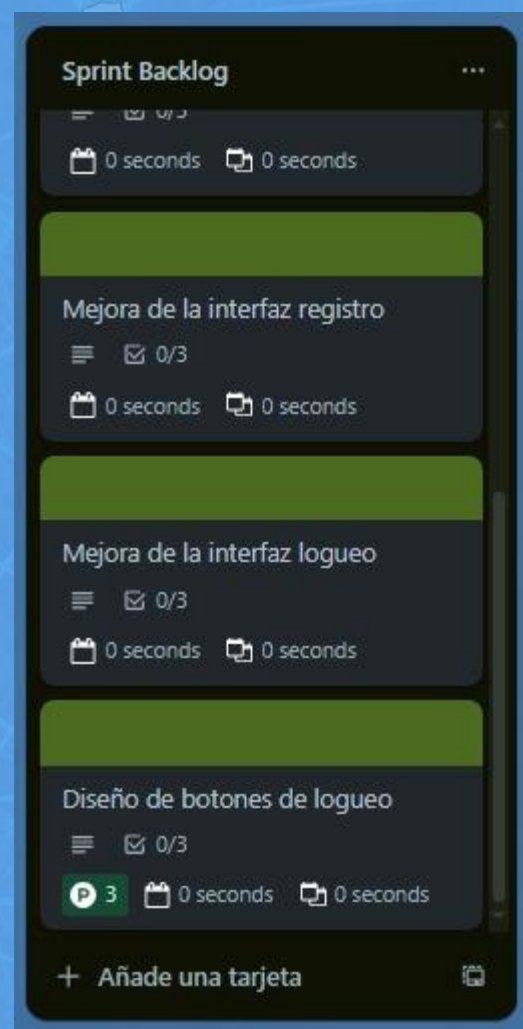 Sprint Backlog
0 seconds 0 seconds
Mejora de la interfaz registro
0/3
0 seconds 0 seconds
Mejora de la interfaz logueo
0/3
0 seconds 0 seconds
Diseño de botones de logueo
0/3
P 3 0 seconds 0 seconds
+ Añade una tarjeta